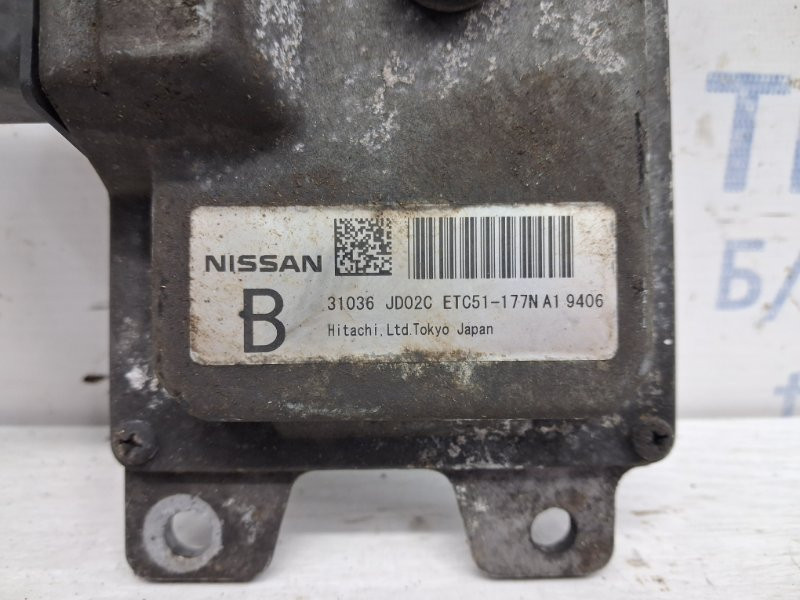 NISSAN
B
31036 JD02C ETC51-177N A1 9406
Hitachi,Ltd.Tokyo Japan
Б/